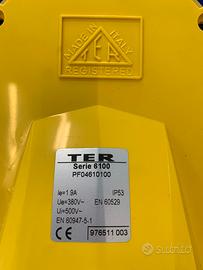 MADE IN ITALY
TER
REGISTERED
TER
Serie 6100
PF04610100
Ie=1.9A IP53
Ue=380V~ EN 60529
Ui=500V~
EN 60947-5-1
CE 976511 003
Subito